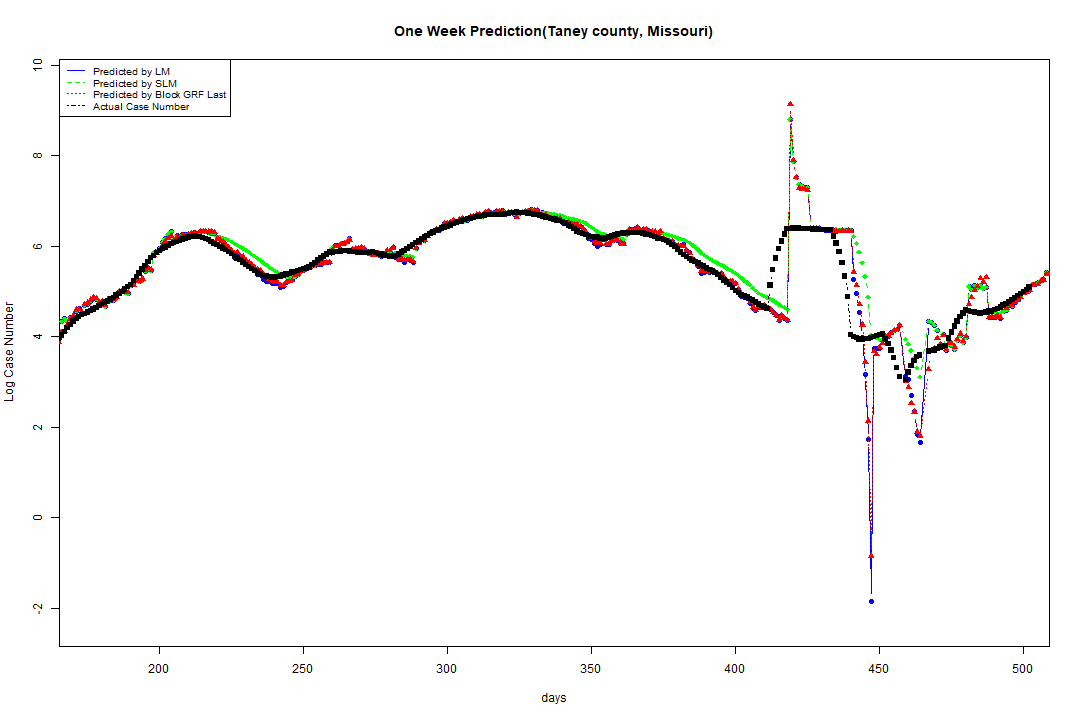 One Week Prediction(Taney county, Missouri)
Predicted by LM
Predicted by SLM
Predicted by Block GRF Last
Actual Case Number
10
8
6
4
2
0
-2
Log Case Number
200 250 300 350 400 450 500
days